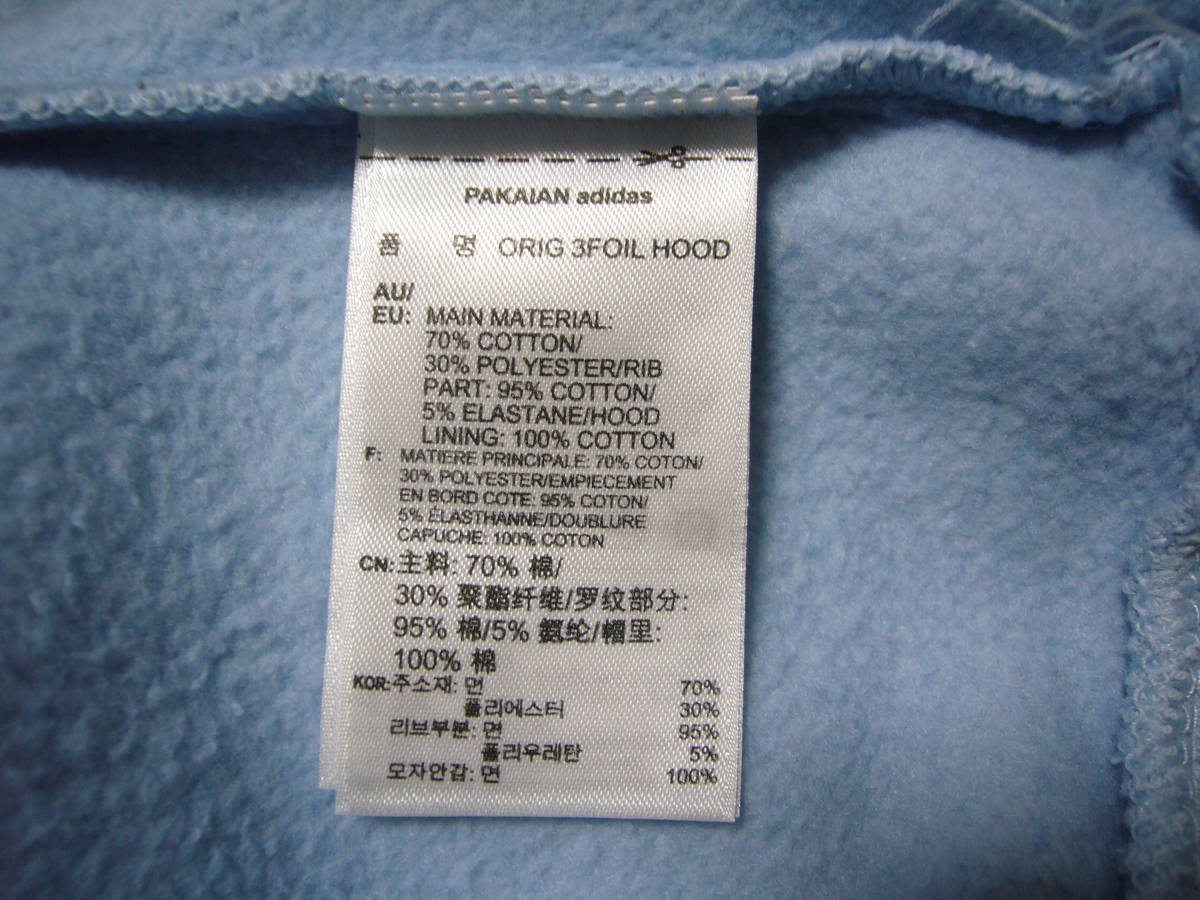 PAKAIAN adidas
품 명 ORIG 3FOIL HOOD
AU/
EU: MAIN MATERIAL:
70% COTTON/
30% POLYESTER/RIB
PART: 95% COTTON/
5% ELASTANE/HOOD
LINING: 100% COTTON
F: MATIERE PRINCIPALE: 70% COTON/
30% POLYESTER/EMPIECEMENT
EN BORD COTE: 95% COTON/
5% ELASTHANNE/DOUBLURE
CAPUCHE: 100% COTON
CN: 主料: 70% 棉/
30% 聚酯纤维/罗纹部分:
95% 棉/5% 氨纶/帽里:
100% 棉
KOR: 주소재: 면 70%
폴리에스터 30%
리브부분: 면 95%
폴리우레탄 5%
모자안감: 면 100%